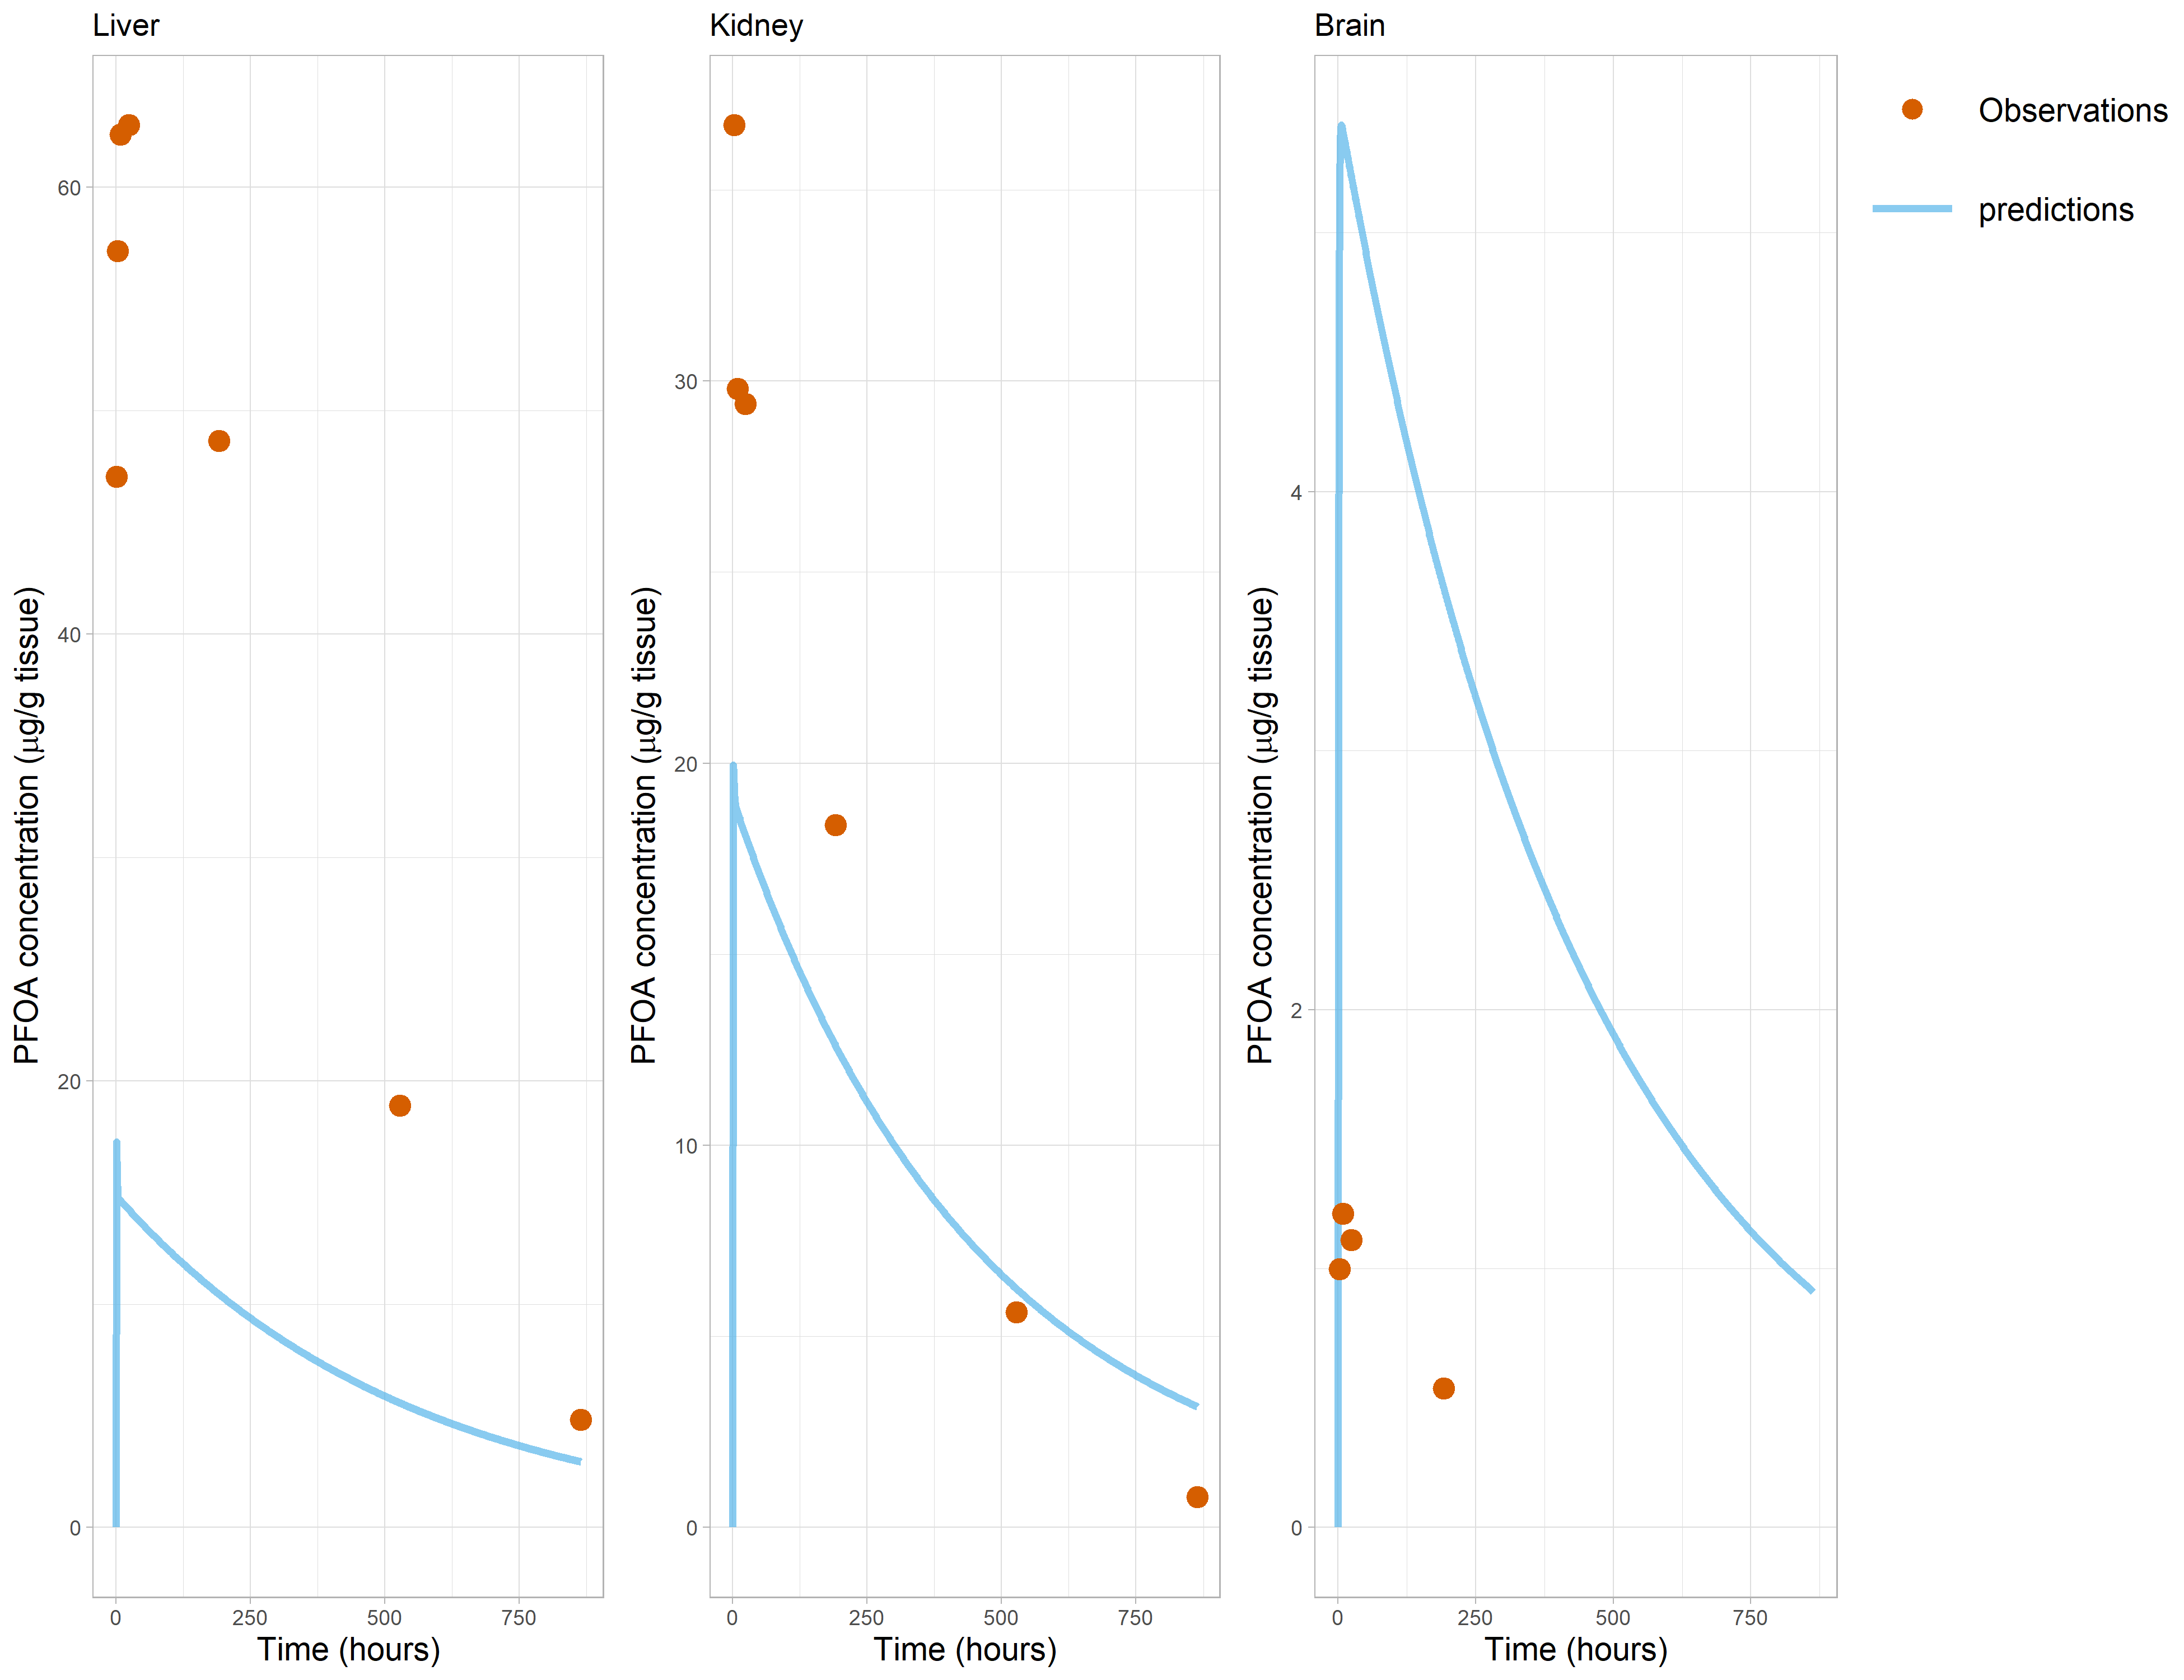 Liver
Kidney
Brain
Observations
predictions
PFOA concentration (μg/g tissue)
60
40
20
0
PFOA concentration (μg/g tissue)
30
20
10
0
PFOA concentration (μg/g tissue)
4
2
0
0 250 500 750
0 250 500 750
0 250 500 750
Time (hours)
Time (hours)
Time (hours)